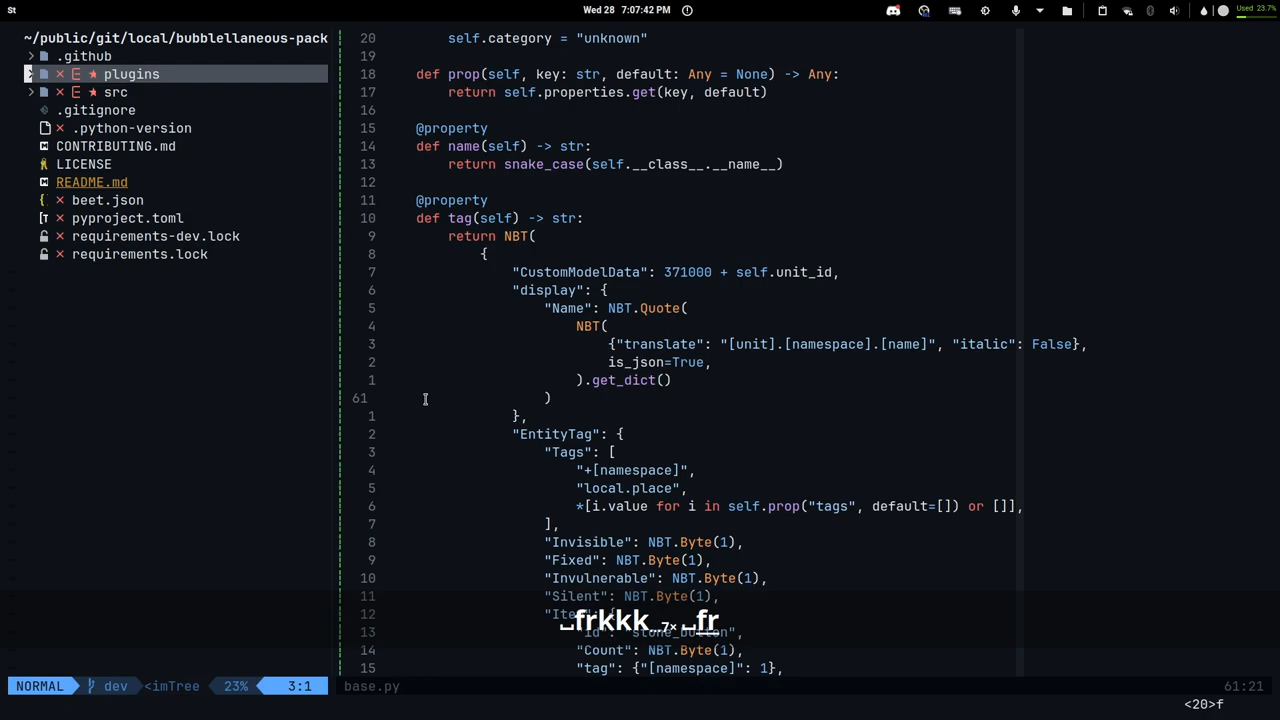 St
Wed 28 7:07:42 PM
Used 23.7%
~/public/git/local/bubblellaneous-pack
.github
plugins
src
.gitignore
.python-version
CONTRIBUTING.md
LICENSE
README.md
beet.json
pyproject.toml
requirements-dev.lock
requirements.lock
20 self.category = "unknown"
19
18 def prop(self, key: str, default: Any = None) -> Any:
17 return self.properties.get(key, default)
16
15 @property
14 def name(self) -> str:
13 return snake_case(self.__class__.__name__)
12
11 @property
10 def tag(self) -> str:
9 return NBT(
8 {
7 "CustomModelData": 371000 + self.unit_id,
6 "display": {
5 "Name": NBT.Quote(
4 NBT(
3 {"translate": "[unit].[namespace].[name]", "italic": False},
2 is_json=True,
1 ).get_dict()
61 )
1 },
2 "EntityTag": {
3 "Tags": [
4 "+[namespace]",
5 "local.place",
6 *[i.value for i in self.prop("tags", default=[]) or []],
7 ],
8 "Invisible": NBT.Byte(1),
9 "Fixed": NBT.Byte(1),
10 "Invulnerable": NBT.Byte(1),
11 "Silent": NBT.Byte(1),
12
13 "id": "stone_button",
14 "Count": NBT.Byte(1),
15 "tag": {"[namespace]": 1},
␣frkkk…7× ␣fr
NORMAL dev <imTree 23% 3:1 base.py 61:21
<20>f